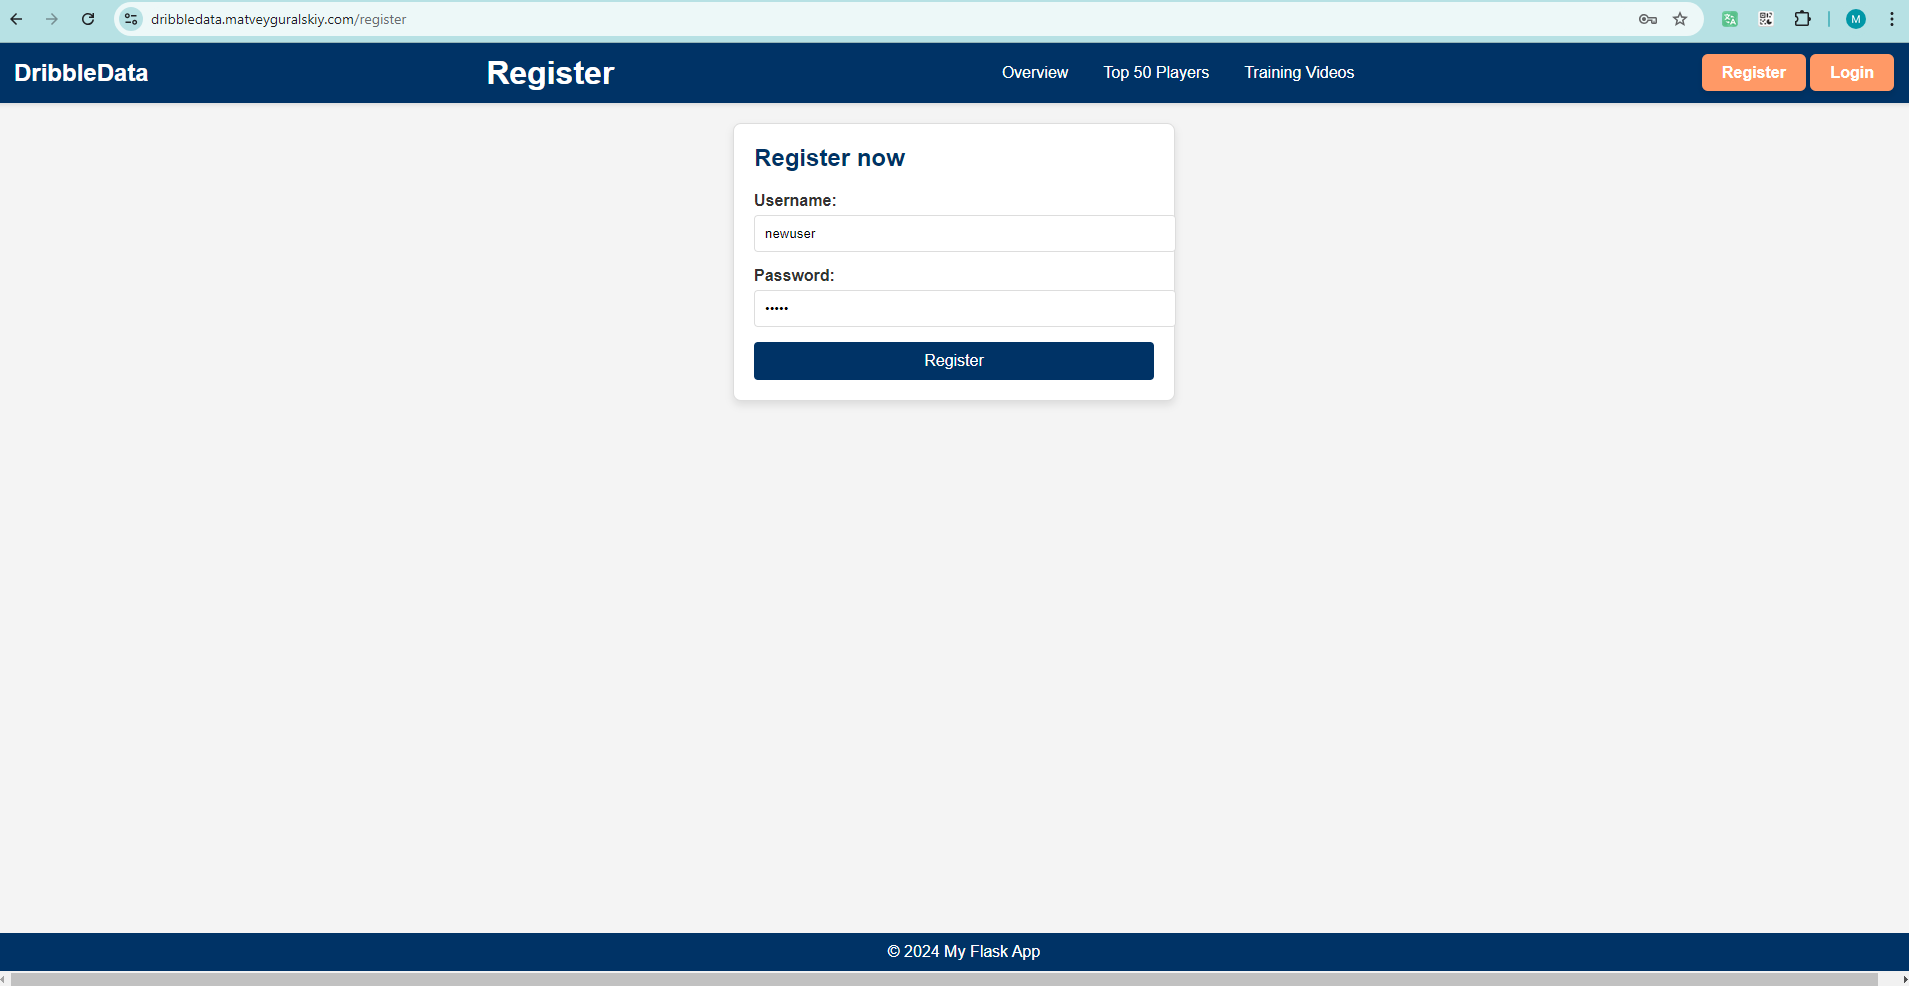 dribbledata.matveyguralskiy.com/register
M
DribbleData
Register
Overview
Top 50 Players
Training Videos
Register
Login
Register now
Username:
newuser
Password:
•••••
Register
© 2024 My Flask App